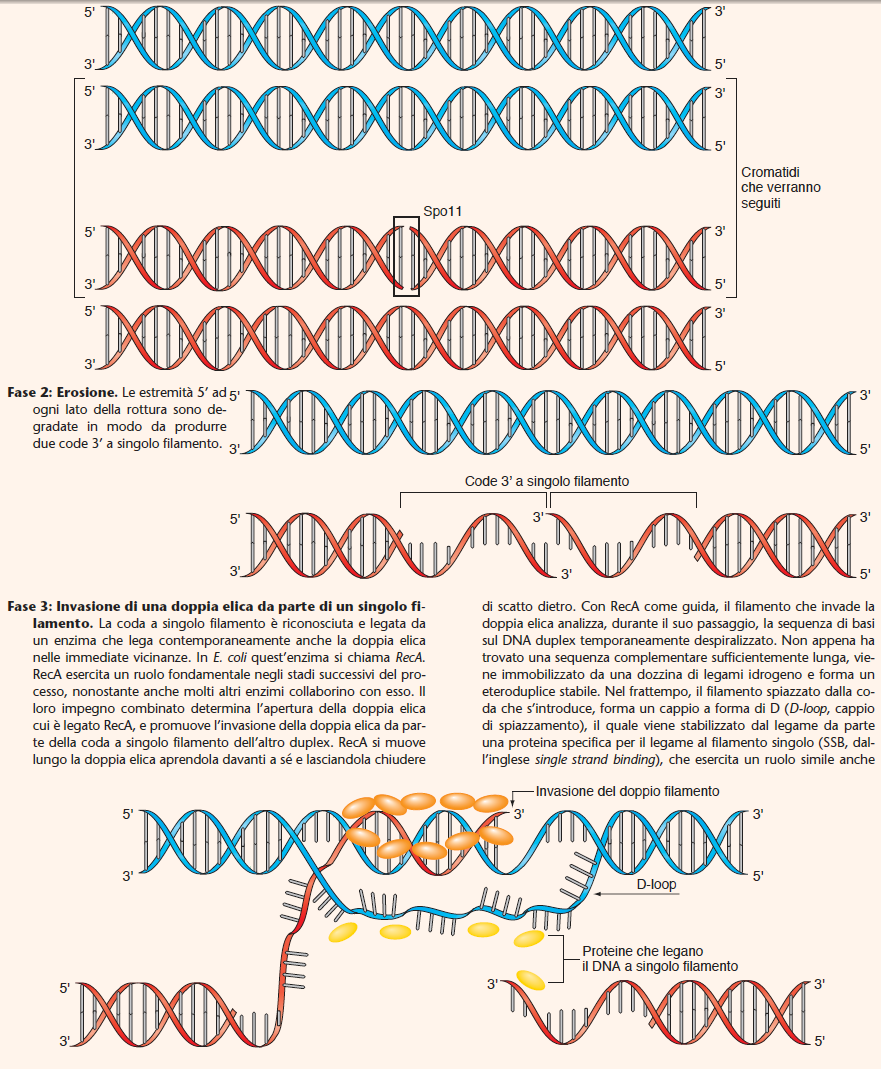 5'
3'
3'
5'
5'
3'
3'
5'
Cromatidi
che verranno
seguiti
Spo11
5'
3'
3'
5'
5'
3'
3'
5'
Fase 2: Erosione. Le estremità 5’ ad
ogni lato della rottura sono de-
gradate in modo da produrre
due code 3’ a singolo filamento.
5'
3'
3'
5'
Code 3’ a singolo filamento
5'
3'
3'
3'
3'
5'
Fase 3: Invasione di una doppia elica da parte di un singolo fi-
lamento. La coda a singolo filamento è riconosciuta e legata da
un enzima che lega contemporaneamente anche la doppia elica
nelle immediate vicinanze. In E. coli quest’enzima si chiama RecA.
RecA esercita un ruolo fondamentale negli stadi successivi del pro-
cesso, nonostante anche molti altri enzimi collaborino con esso. Il
loro impegno combinato determina l’apertura della doppia elica
cui è legato RecA, e promuove l’invasione della doppia elica da par-
te della coda a singolo filamento dell’altro duplex. RecA si muove
lungo la doppia elica aprendola davanti a sé e lasciandola chiudere
di scatto dietro. Con RecA come guida, il filamento che invade la
doppia elica analizza, durante il suo passaggio, la sequenza di basi
sul DNA duplex temporaneamente despiralizzato. Non appena ha
trovato una sequenza complementare sufficientemente lunga, vie-
ne immobilizzato da una dozzina di legami idrogeno e forma un
eteroduplice stabile. Nel frattempo, il filamento spiazzato dalla co-
da che s’introduce, forma un cappio a forma di D (D-loop, cappio
di spiazzamento), il quale viene stabilizzato dal legame da parte
una proteina specifica per il legame al filamento singolo (SSB, dal-
l’inglese single strand binding), che esercita un ruolo simile anche
Invasione del doppio filamento
5'
3'
3'
3'
5'
D-loop
Proteine che legano
il DNA a singolo filamento
5'
3'
3'
3'
5'